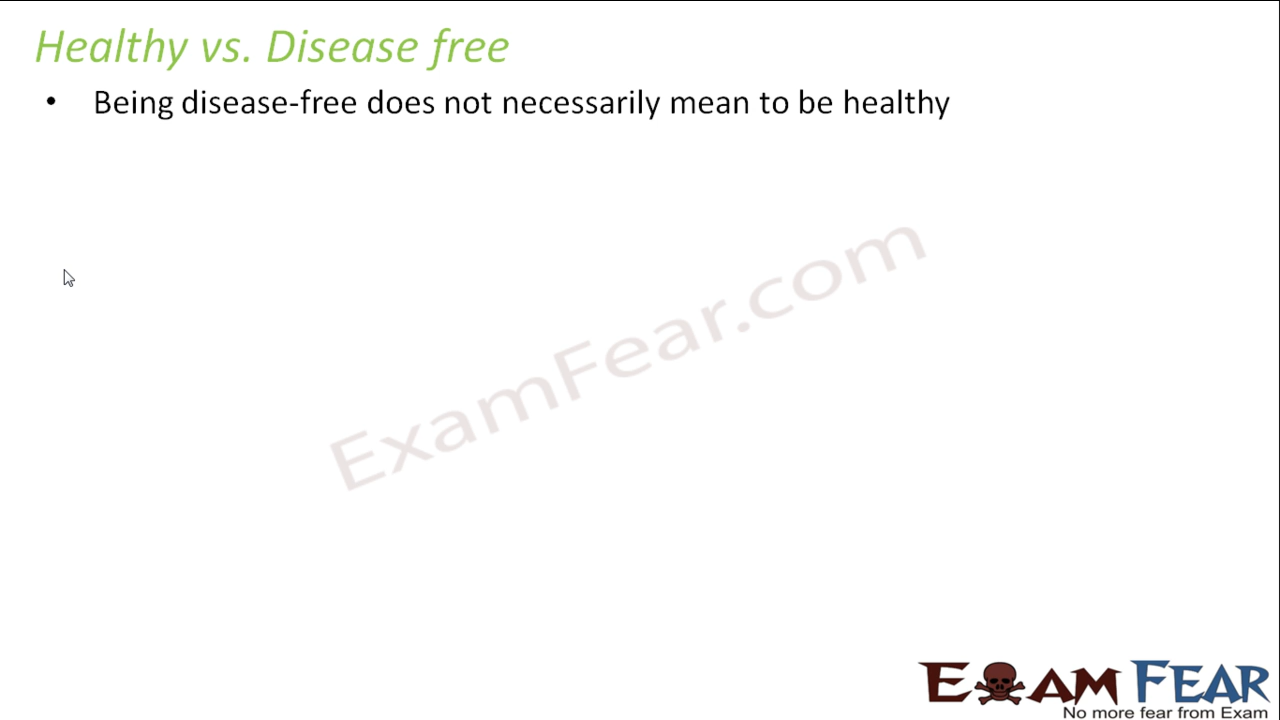 Healthy vs. Disease free
• Being disease-free does not necessarily mean to be healthy
ExamFear.com
EXAM FEAR
No more fear from Exam